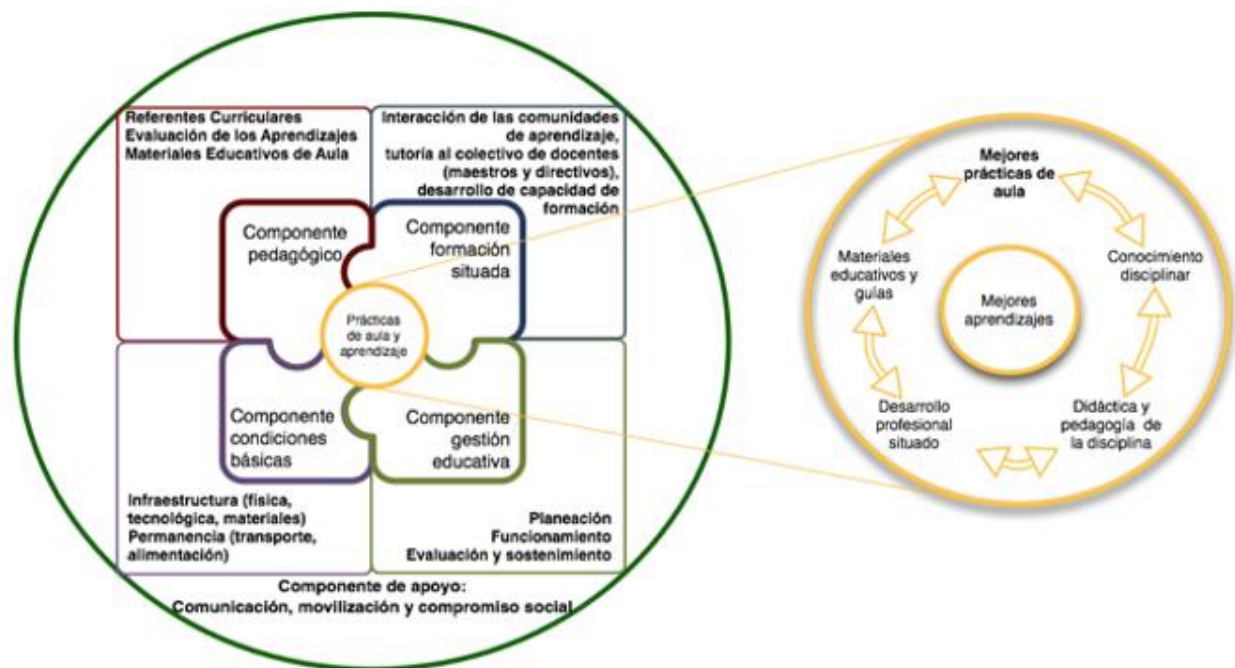 Referentes Curriculares
Evaluación de los Aprendizajes
Materiales Educativos de Aula
Interacción de las comunidades
de aprendizaje,
tutoría al colectivo de docentes
(maestros y directivos),
desarrollo de capacidad de
formación
Componente
pedagógico
Componente
formación
situada
Prácticas
de aula y
aprendizaje
Componente
condiciones
básicas
Componente
gestión
educativa
Infraestructura (física,
tecnológica, materiales)
Permanencia (transporte,
alimentación)
Planeación
Funcionamiento
Evaluación y sostenimiento
Componente de apoyo:
Comunicación, movilización y compromiso social
Mejores
prácticas de
aula
Materiales
educativos y
guías
Conocimiento
disciplinar
Mejores
aprendizajes
Desarrollo
profesional
situado
Didáctica y
pedagogía de
la disciplina